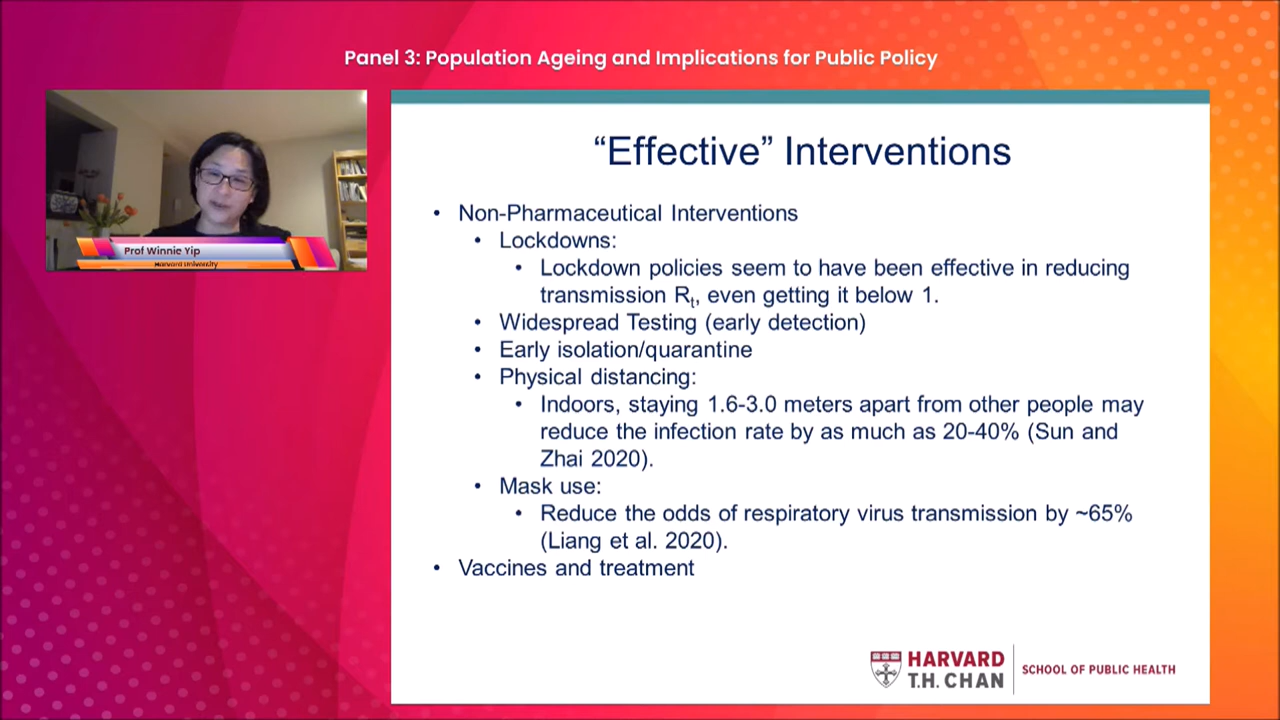 Panel 3: Population Ageing and Implications for Public Policy
Prof Winnie Yip
Harvard University
“Effective” Interventions
• Non-Pharmaceutical Interventions
• Lockdowns:
• Lockdown policies seem to have been effective in reducing
transmission Rt, even getting it below 1.
• Widespread Testing (early detection)
• Early isolation/quarantine
• Physical distancing:
• Indoors, staying 1.6-3.0 meters apart from other people may
reduce the infection rate by as much as 20-40% (Sun and
Zhai 2020).
• Mask use:
• Reduce the odds of respiratory virus transmission by ~65%
(Liang et al. 2020).
• Vaccines and treatment
HARVARD
T.H. CHAN
SCHOOL OF PUBLIC HEALTH